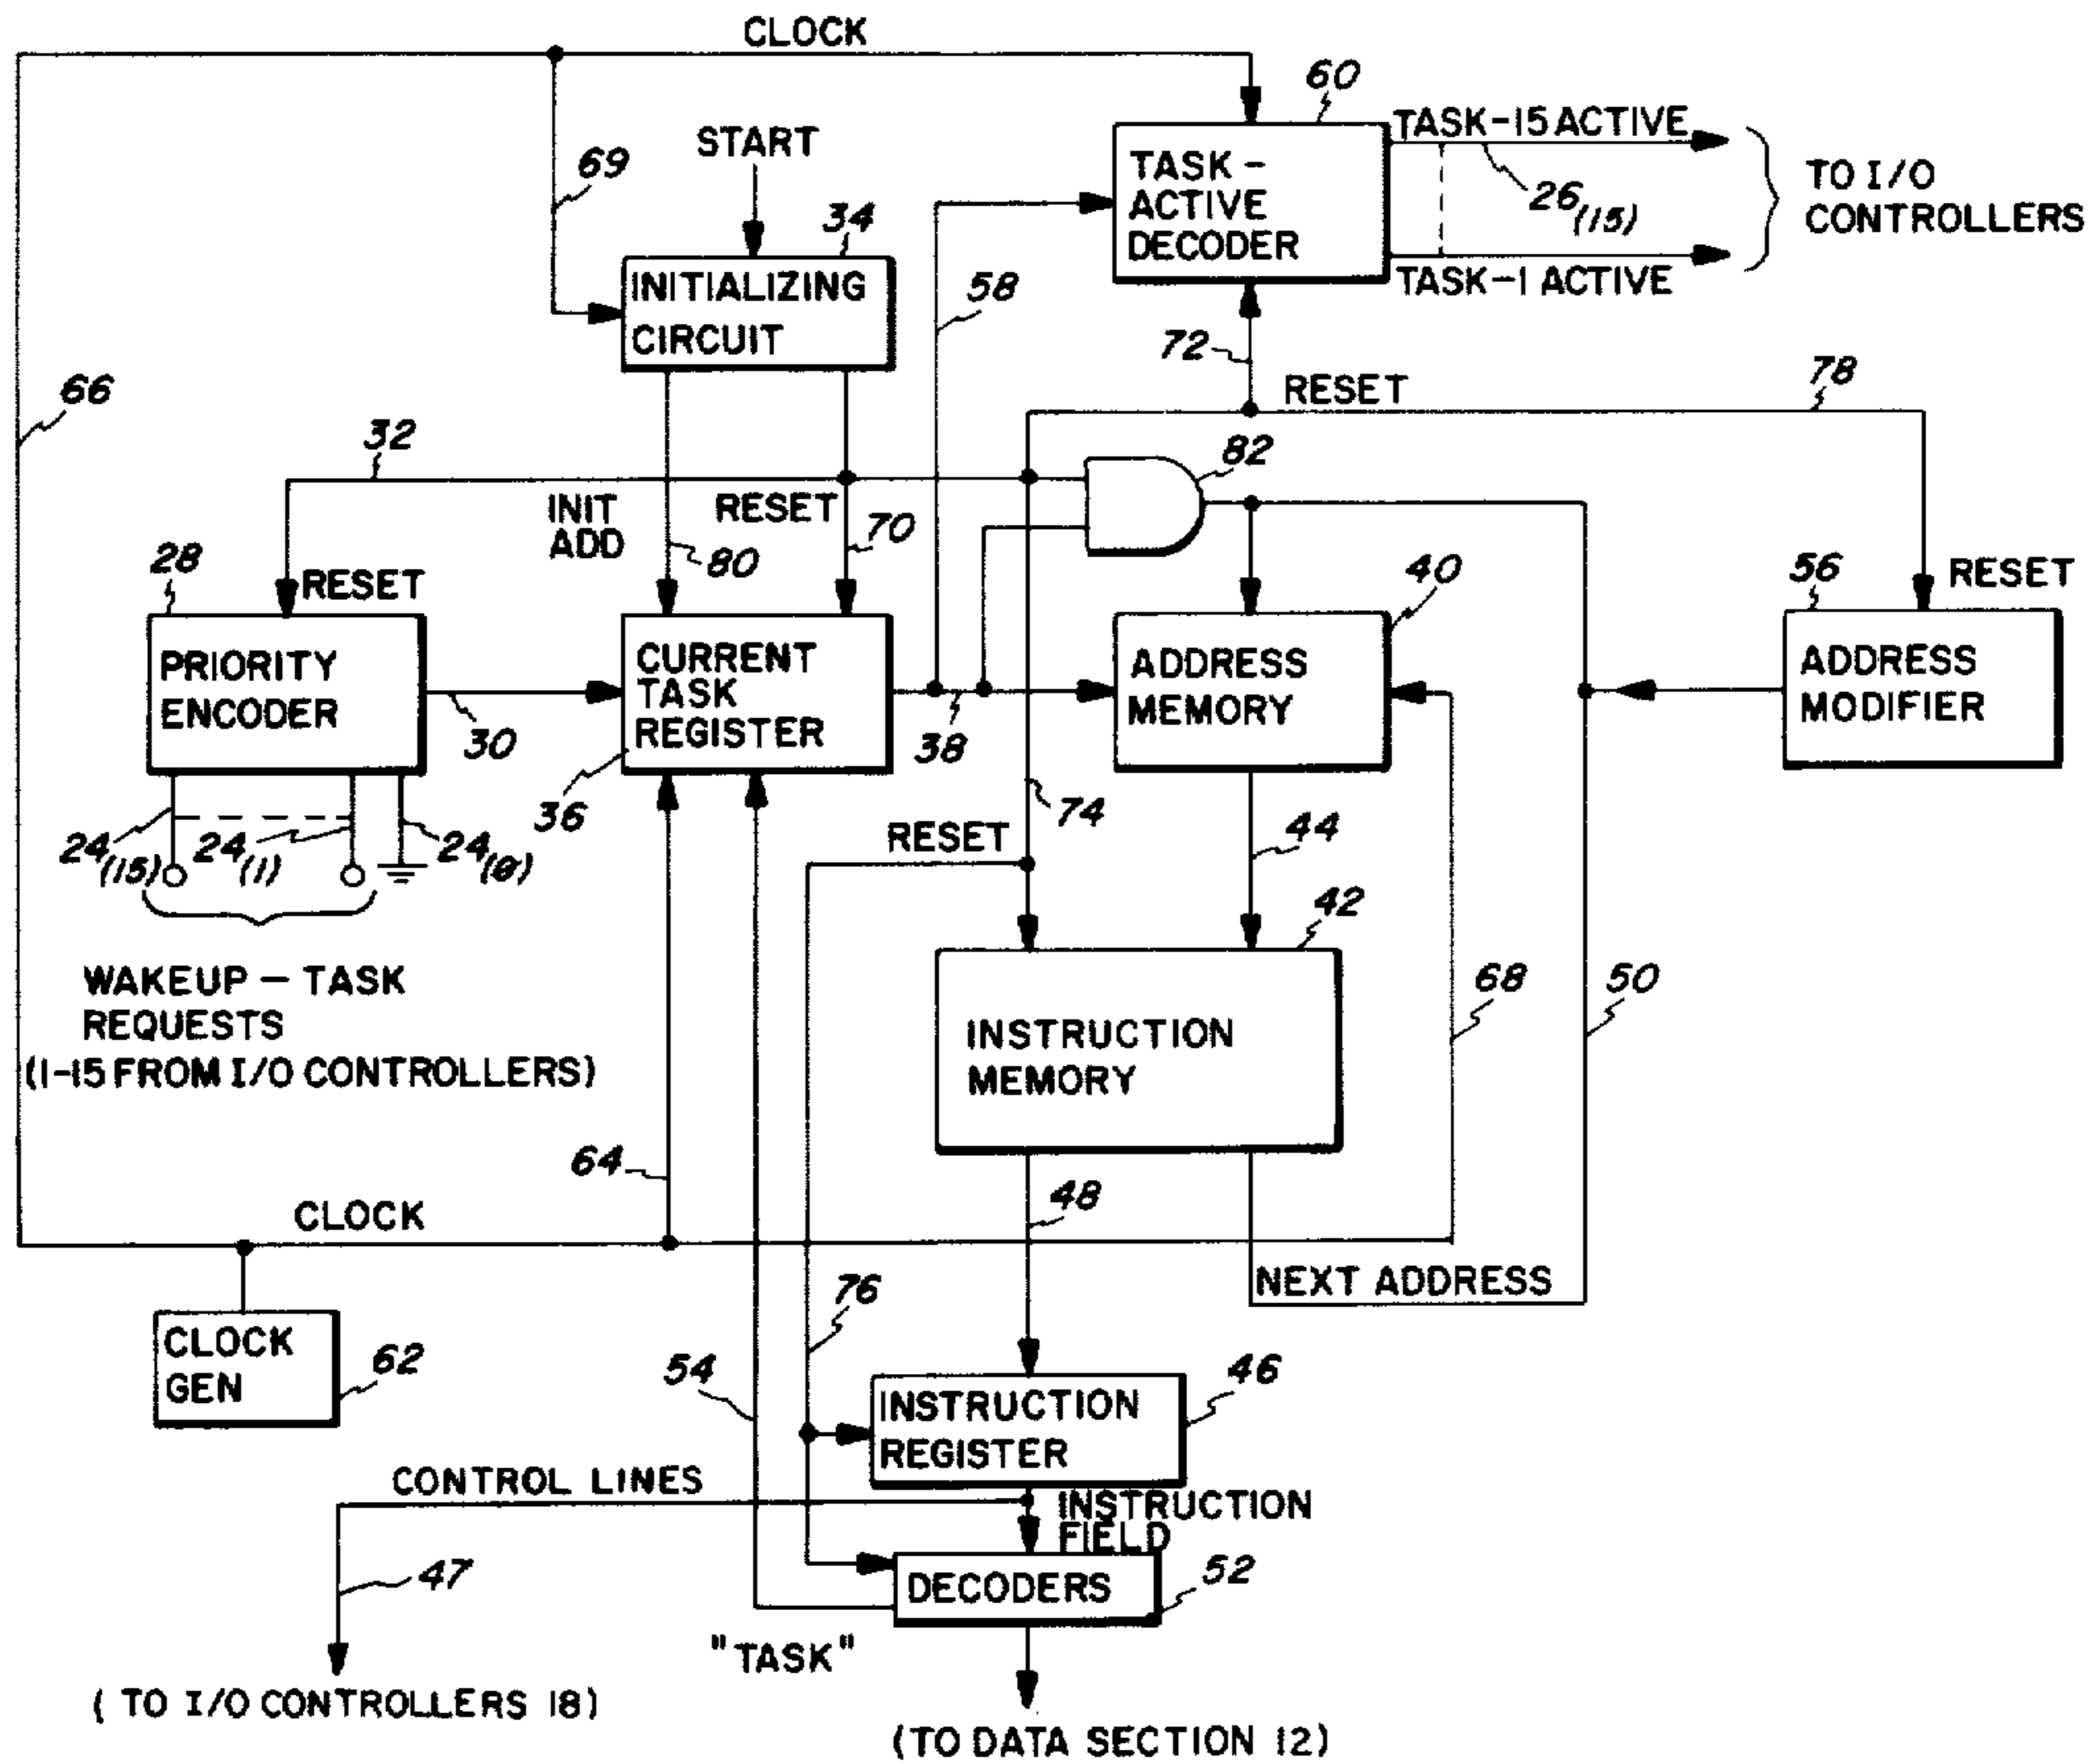 CLOCK
60
TASK-15 ACTIVE
START
69
TASK-
ACTIVE
DECODER
TO I/O
CONTROLLERS
26(15)
34
INITIALIZING
CIRCUIT
58
TASK-1 ACTIVE
72
66
RESET
78
32
82
INIT
ADD
RESET
70
80
28
RESET
40
56
RESET
PRIORITY
ENCODER
30
CURRENT
TASK
REGISTER
36
38
ADDRESS
MEMORY
ADDRESS
MODIFIER
74
44
24(15)
24(1)
24(0)
RESET
42
WAKEUP - TASK
REQUESTS
(1-15 FROM I/O CONTROLLERS)
INSTRUCTION
MEMORY
68
50
64
48
CLOCK
NEXT ADDRESS
76
CLOCK
GEN
62
54
46
INSTRUCTION
REGISTER
CONTROL LINES
INSTRUCTION
FIELD
47
52
DECODERS
"TASK"
(TO I/O CONTROLLERS 18)
(TO DATA SECTION 12)